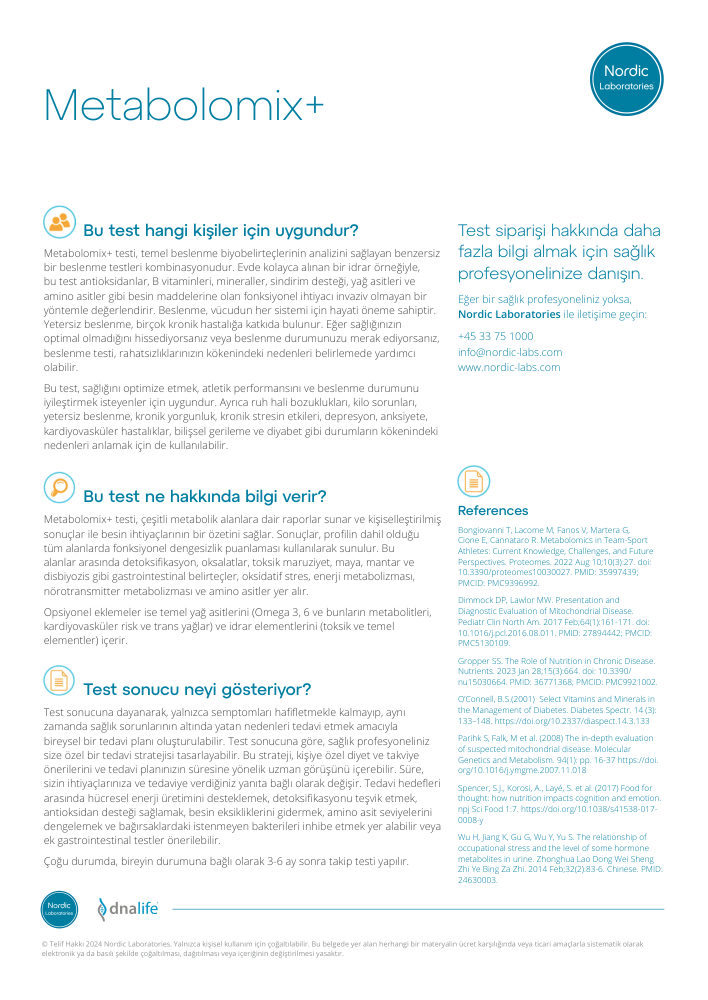 Nordic
Laboratories
Metabolomix+
Bu test hangi kişiler için uygundur?
Metabolomix+ testi, temel beslenme biyobelirteçlerinin analizini sağlayan benzersiz
bir beslenme testleri kombinasyonudur. Evde kolayca alınan bir idrar örneğiyle,
bu test antioksidanlar, B vitaminleri, mineraller, sindirim desteği, yağ asitleri ve
amino asitler gibi besin maddelerine olan fonksiyonel ihtiyacı invaziv olmayan bir
yöntemle değerlendirir. Beslenme, vücudun her sistemi için hayati öneme sahiptir.
Yetersiz beslenme, birçok kronik hastalığa katkıda bulunur. Eğer sağlığınızın
optimal olmadığını hissediyorsanız veya beslenme durumunuzu merak ediyorsanız,
beslenme testi, rahatsızlıklarınızın kökenindeki nedenleri belirlemede yardımcı
olabilir.
Bu test, sağlığını optimize etmek, atletik performansını ve beslenme durumunu
iyileştirmek isteyenler için uygundur. Ayrıca ruh hali bozuklukları, kilo sorunları,
yetersiz beslenme, kronik yorgunluk, kronik stresin etkileri, depresyon, anksiyete,
kardiyovasküler hastalıklar, bilişsel gerileme ve diyabet gibi durumların kökenindeki
nedenleri anlamak için de kullanılabilir.
Bu test ne hakkında bilgi verir?
Metabolomix+ testi, çeşitli metabolik alanlara dair raporlar sunar ve kişiselleştirilmiş
sonuçlar ile besin ihtiyaçlarının bir özetini sağlar. Sonuçlar, profilin dahil olduğu
tüm alanlarda fonksiyonel dengesizlik puanlaması kullanılarak sunulur. Bu
alanlar arasında detoksifikasyon, oksalatlar, toksik maruziyet, maya, mantar ve
disbiyozis gibi gastrointestinal belirteçler, oksidatif stres, enerji metabolizması,
nörotransmitter metabolizması ve amino asitler yer alır.
Opsiyonel eklemeler ise temel yağ asitlerini (Omega 3, 6 ve bunların metabolitleri,
kardiyovasküler risk ve trans yağlar) ve idrar elementlerini (toksik ve temel
elementler) içerir.
Test sonucu neyi gösteriyor?
Test sonucuna dayanarak, yalnızca semptomları hafifletmekle kalmayıp, aynı
zamanda sağlık sorunlarının altında yatan nedenleri tedavi etmek amacıyla
bireysel bir tedavi planı oluşturulabilir. Test sonucuna göre, sağlık profesyoneliniz
size özel bir tedavi stratejisi tasarlayabilir. Bu strateji, kişiye özel diyet ve takviye
önerilerini ve tedavi planınızın süresine yönelik uzman görüşünü içerebilir. Süre,
sizin ihtiyaçlarınıza ve tedaviye verdiğiniz yanıta bağlı olarak değişir. Tedavi hedefleri
arasında hücresel enerji üretimini desteklemek, detoksifikasyonu teşvik etmek,
antioksidan desteği sağlamak, besin eksikliklerini gidermek, amino asit seviyelerini
dengelemek ve bağırsaklardaki istenmeyen bakterileri inhibe etmek yer alabilir veya
ek gastrointestinal testler önerilebilir.
Çoğu durumda, bireyin durumuna bağlı olarak 3-6 ay sonra takip testi yapılır.
Test siparişi hakkında daha
fazla bilgi almak için sağlık
profesyonelinize danışın.
Eğer bir sağlık profesyoneliniz yoksa,
Nordic Laboratories ile iletişime geçin:
+45 33 75 1000
info@nordic-labs.com
www.nordic-labs.com
References
Bongiovanni T, Lacome M, Fanos V, Martera G,
Cione E, Cannataro R. Metabolomics in Team-Sport
Athletes: Current Knowledge, Challenges, and Future
Perspectives. Proteomes. 2022 Aug 10;10(3):27. doi:
10.3390/proteomes10030027. PMID: 35997439;
PMCID: PMC9396992.
Dimmock DP, Lawlor MW. Presentation and
Diagnostic Evaluation of Mitochondrial Disease.
Pediatr Clin North Am. 2017 Feb;64(1):161-171. doi:
10.1016/j.pcl.2016.08.011. PMID: 27894442; PMCID:
PMC5130109.
Gropper SS. The Role of Nutrition in Chronic Disease.
Nutrients. 2023 Jan 28;15(3):664. doi: 10.3390/
nu15030664. PMID: 36771368; PMCID: PMC9921002.
O'Connell, B.S.(2001) Select Vitamins and Minerals in
the Management of Diabetes. Diabetes Spectr. 14 (3):
133–148. https://doi.org/10.2337/diaspect.14.3.133
Parihk S, Falk, M et al. (2008) The in-depth evaluation
of suspected mitochondrial disease. Molecular
Genetics and Metabolism. 94(1): pp. 16-37 https://doi.
org/10.1016/j.ymgme.2007.11.018
Spencer, S.J., Korosi, A., Layé, S. et al. (2017) Food for
thought: how nutrition impacts cognition and emotion.
npj Sci Food 1:7. https://doi.org/10.1038/s41538-017-
0008-y
Wu H, Jiang K, Gu G, Wu Y, Yu S. The relationship of
occupational stress and the level of some hormone
metabolites in urine. Zhonghua Lao Dong Wei Sheng
Zhi Ye Bing Za Zhi. 2014 Feb;32(2):83-6. Chinese. PMID:
24630003.
Nordic
Laboratories
dnalife
© Telif Hakkı 2024 Nordic Laboratories. Yalnızca kişisel kullanım için çoğaltılabilir. Bu belgede yer alan herhangi bir materyalin ücret karşılığında veya ticari amaçlarla sistematik olarak
elektronik ya da basılı şekilde çoğaltılması, dağıtılması veya içeriğinin değiştirilmesi yasaktır.